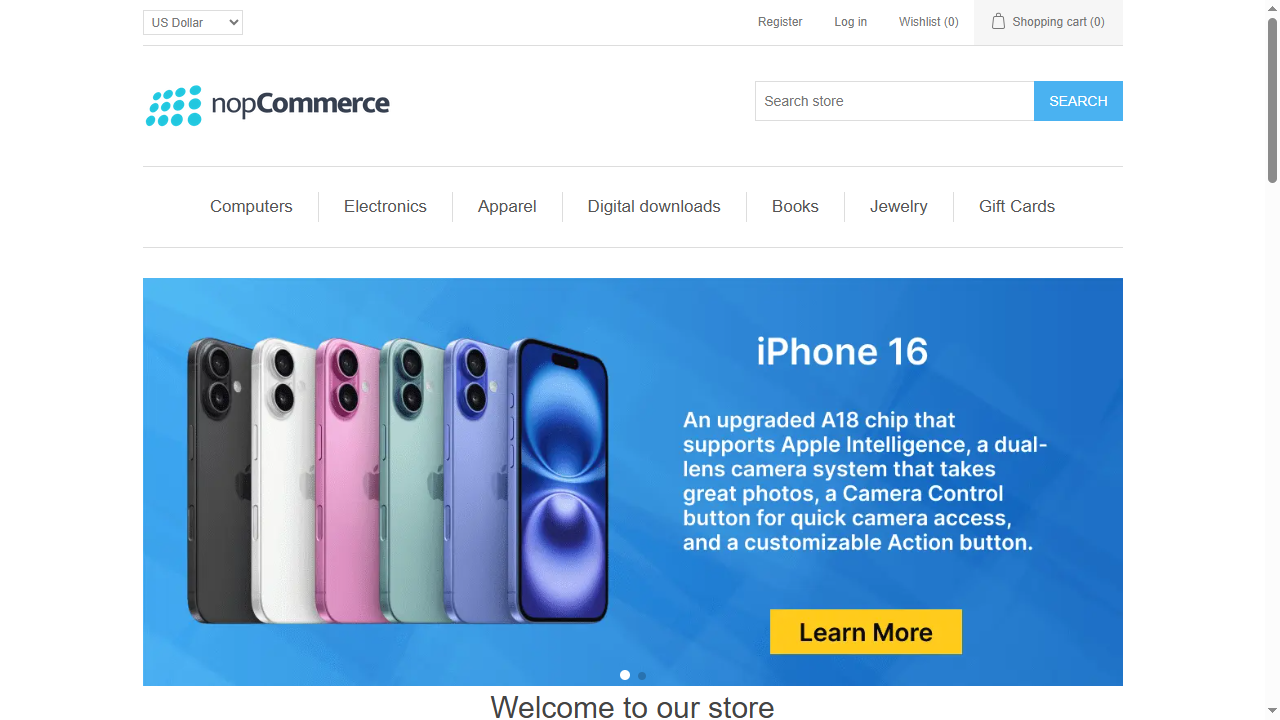 US Dollar
Register
Log in
Wishlist (0)
Shopping cart (0)
nopCommerce
Search store
SEARCH
Computers
Electronics
Apparel
Digital downloads
Books
Jewelry
Gift Cards
iPhone 16
An upgraded A18 chip that
supports Apple Intelligence, a dual-
lens camera system that takes
great photos, a Camera Control
button for quick camera access,
and a customizable Action button.
Learn More
Welcome to our store